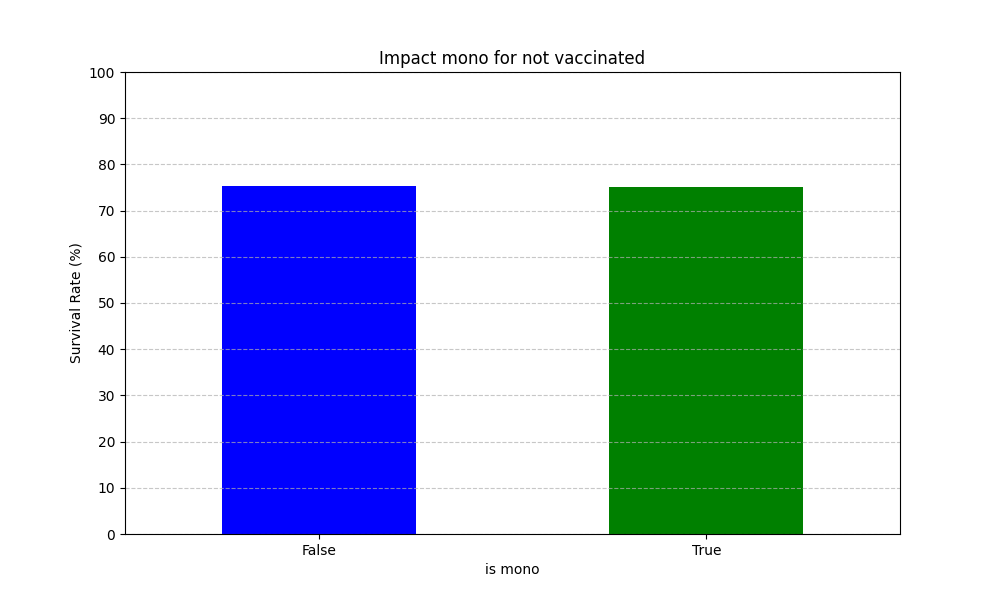 Impact mono for not vaccinated
100
90
80
70
60
50
40
30
20
10
0
Survival Rate (%)
False
True
is mono